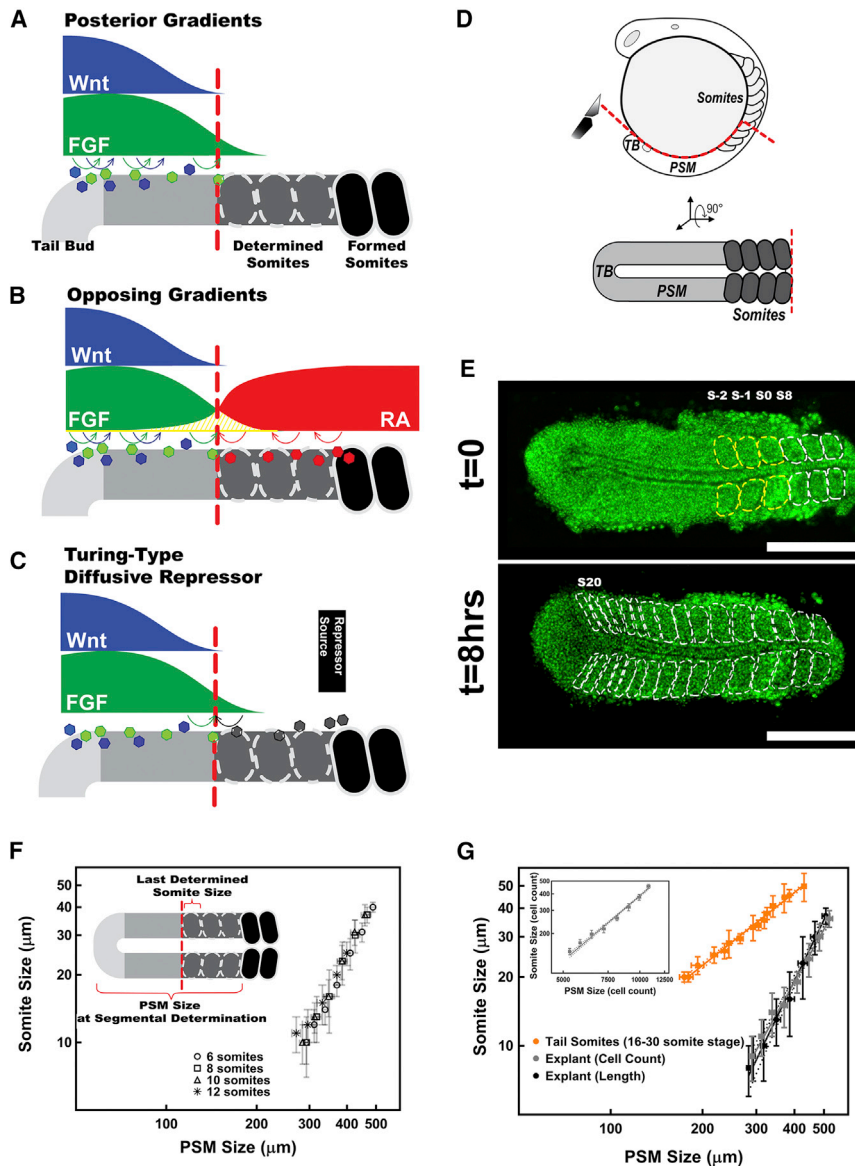 A
Posterior Gradients
Wnt
FGF
Tail Bud
Determined
Somites
Formed
Somites
B
Opposing Gradients
Wnt
FGF
RA
C
Turing-Type
Diffusive Repressor
Wnt
FGF
Repressor
Source
D
Somites
TB
PSM
90°
TB
PSM
Somites
E
t=0
S-2 S-1 S0 S8
t=8hrs
S20
F
Somite Size (μm)
50
40
30
20
10
Last Determined
Somite Size
PSM Size
at Segmental Determination
6 somites
8 somites
10 somites
12 somites
100
200
300
400
500
PSM Size (μm)
G
Somite Size (μm)
50
40
30
20
10
Somite Size (cell count)
500
400
300
200
5000
7500
10000
12500
PSM Size (cell count)
Tail Somites (16-30 somite stage)
Explant (Cell Count)
Explant (Length)
100
200
300
400
500
PSM Size (μm)